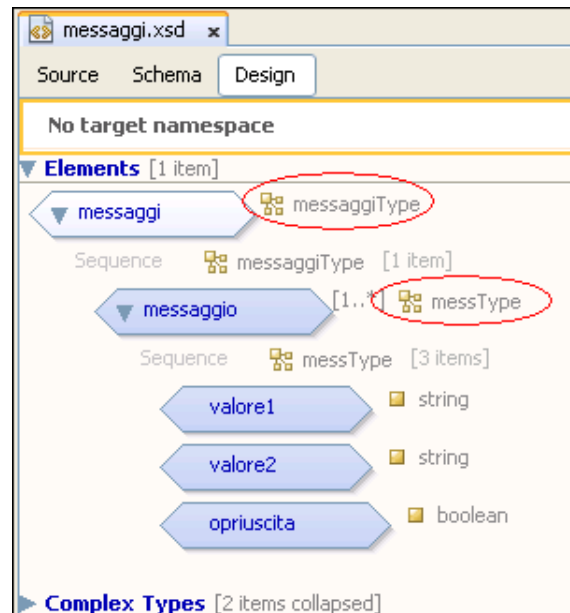 messaggi.xsd x
Source Schema Design
No target namespace
Elements [1 item]
messaggi messaggiType
Sequence messaggiType [1 item]
messaggio [1..*] messType
Sequence messType [3 items]
valore1 string
valore2 string
opriuscita boolean
Complex Types [2 items collapsed]